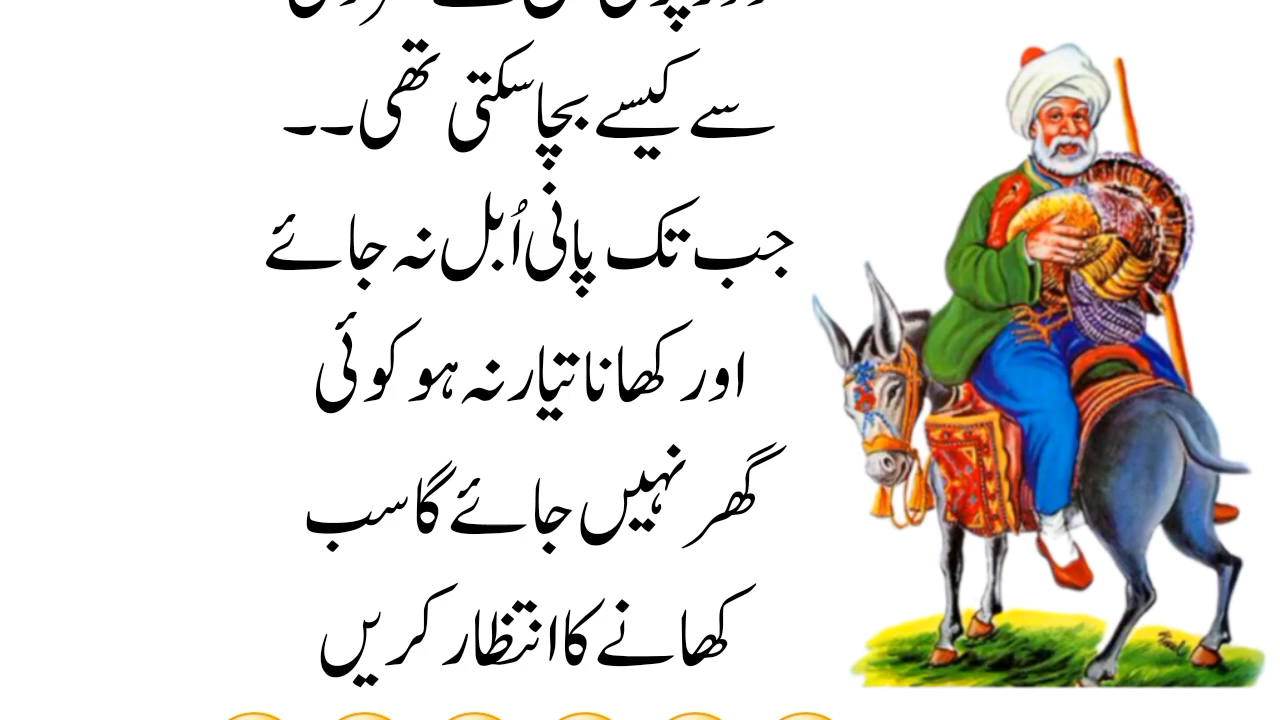 سے کیسے بچا سکتی تھی۔۔
جب تک پانی اُبل نہ جائے
اور کھانا تیار نہ ہو کوئی
گھر نہیں جائے گا سب
کھانے کا انتظار کریں